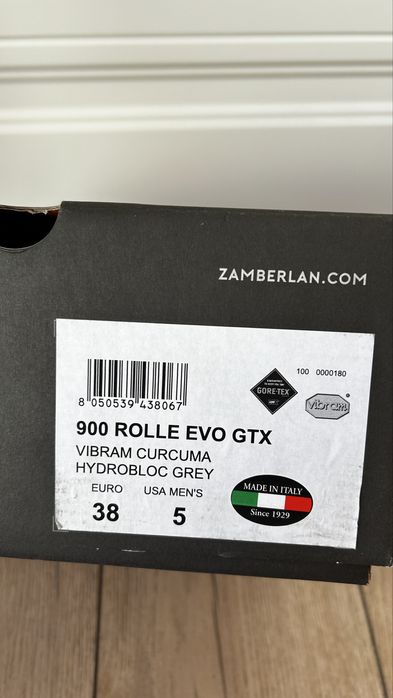 ZAMBERLAN.COM
100 0000180
GORE-TEX
vibram
8 050539 438067
900 ROLLE EVO GTX
VIBRAM CURCUMA
HYDROBLOC GREY
EURO USA MEN'S
38 5
MADE IN ITALY
Since 1929